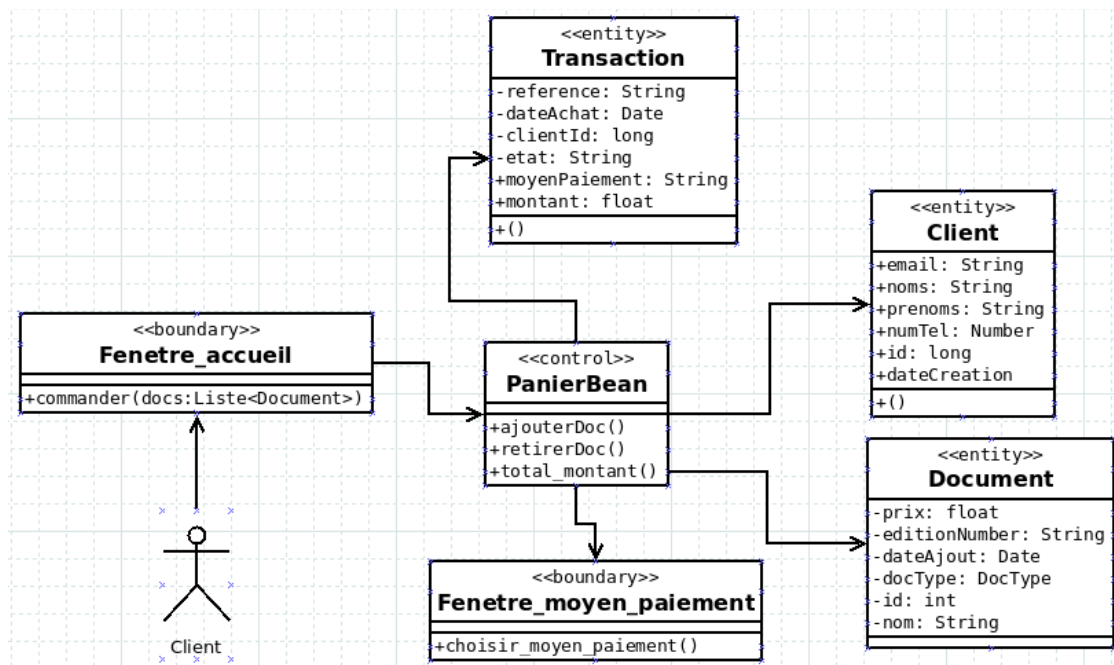 <<entity>>
Transaction
-reference: String
-dateAchat: Date
-clientId: long
-etat: String
+moyenPaiement: String
+montant: float
+()
<<entity>>
Client
+email: String
+noms: String
+prenoms: String
+numTel: Number
+id: long
+dateCreation
+()
<<boundary>>
Fenetre_accueil
+commander(docs:Liste<Document>)
<<control>>
PanierBean
+ajouterDoc()
+retirerDoc()
+total_montant()
<<entity>>
Document
-prix: float
-editionNumber: String
-dateAjout: Date
-docType: DocType
-id: int
-nom: String
<<boundary>>
Fenetre_moyen_paiement
+choisir_moyen_paiement()
Client